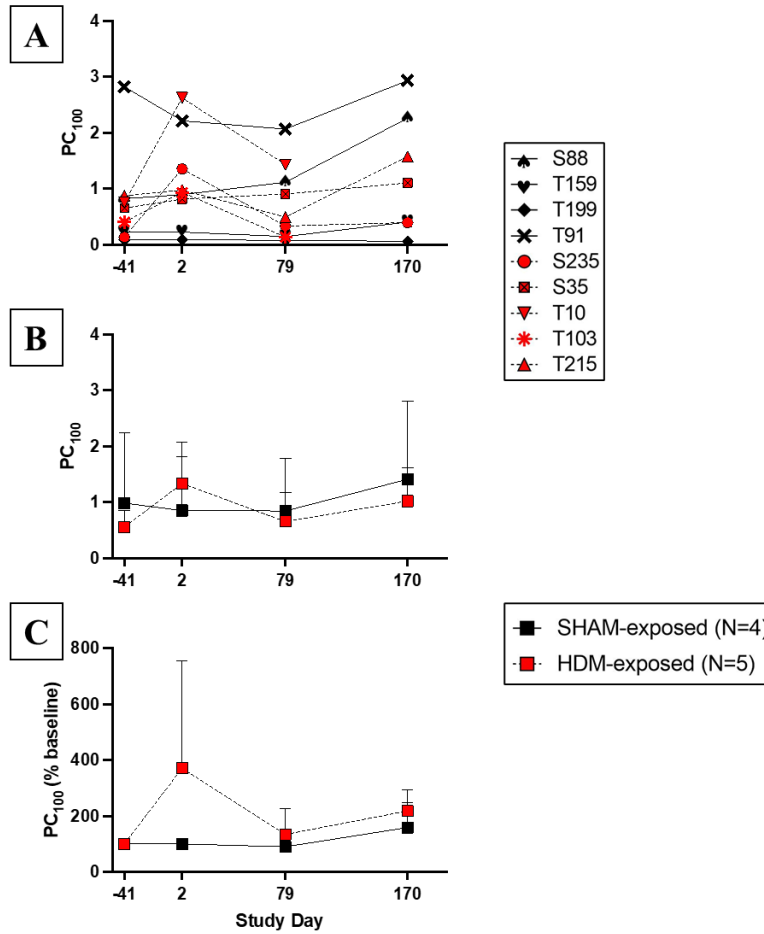 A
4
3
2
1
0
PC100
-41
2
79
170
S88
T159
T199
T91
S235
S35
T10
T103
T215
B
4
3
2
1
0
PC100
-41
2
79
170
C
800
600
400
200
0
PC100 (% baseline)
-41
2
79
170
Study Day
SHAM-exposed (N=4)
HDM-exposed (N=5)